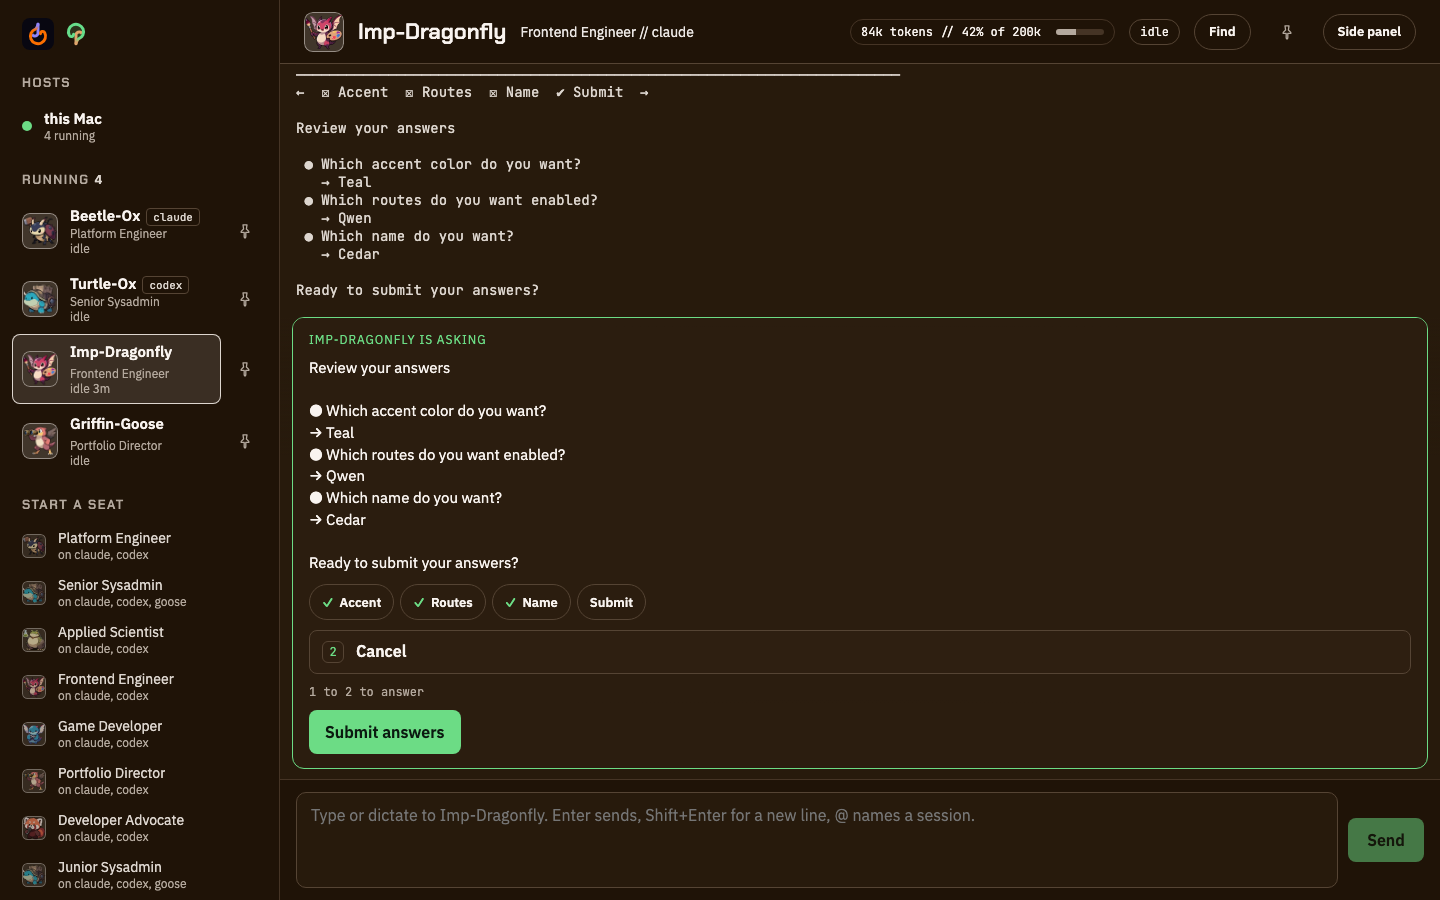 HOSTS
this Mac
4 running
RUNNING 4
Beetle-Ox claude
Platform Engineer
idle
Turtle-Ox codex
Senior Sysadmin
idle
Imp-Dragonfly
Frontend Engineer
idle 3m
Griffin-Goose
Portfolio Director
idle
START A SEAT
Platform Engineer
on claude, codex
Senior Sysadmin
on claude, codex, goose
Applied Scientist
on claude, codex
Frontend Engineer
on claude, codex
Game Developer
on claude, codex
Portfolio Director
on claude, codex
Developer Advocate
on claude, codex
Junior Sysadmin
on claude, codex, goose
Imp-Dragonfly Frontend Engineer // claude 84k tokens // 42% of 200k idle Find Side panel
← ☒ Accent ☒ Routes ☒ Name ✔ Submit →
Review your answers
● Which accent color do you want?
→ Teal
● Which routes do you want enabled?
→ Qwen
● Which name do you want?
→ Cedar
Ready to submit your answers?
IMP-DRAGONFLY IS ASKING
Review your answers
● Which accent color do you want?
→ Teal
● Which routes do you want enabled?
→ Qwen
● Which name do you want?
→ Cedar
Ready to submit your answers?
✓ Accent ✓ Routes ✓ Name Submit
2 Cancel
1 to 2 to answer
Submit answers
Type or dictate to Imp-Dragonfly. Enter sends, Shift+Enter for a new line, @ names a session.
Send